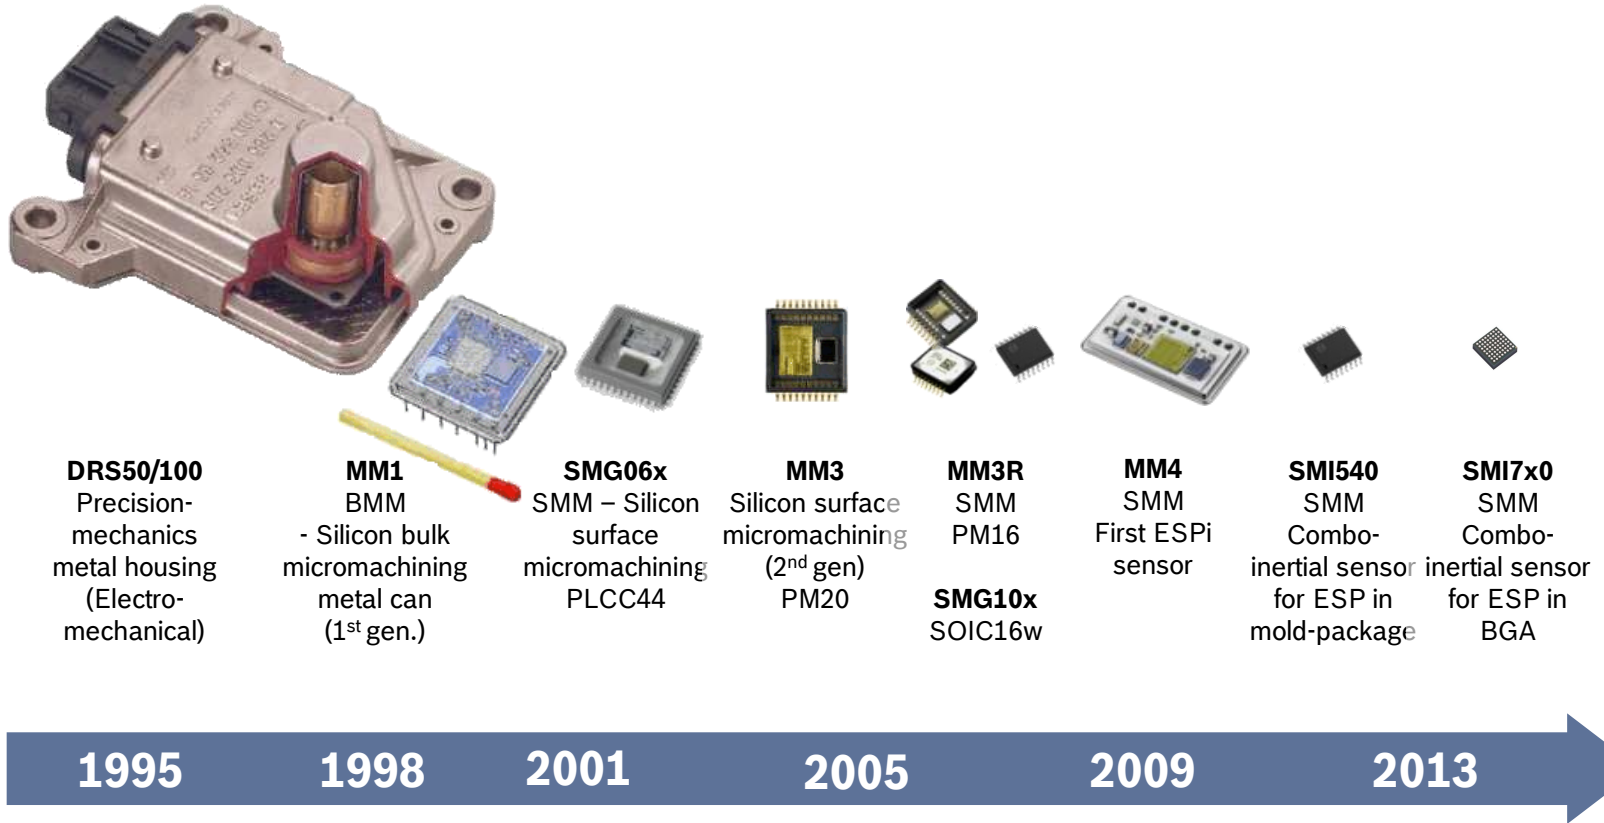 DRS50/100
Precision-
mechanics
metal housing
(Electro-
mechanical)
MM1
BMM
- Silicon bulk
micromachining
metal can
(1st gen.)
SMG06x
SMM – Silicon
surface
micromachining
PLCC44
MM3
Silicon surface
micromachining
(2nd gen)
PM20
MM3R
SMM
PM16
SMG10x
SOIC16w
MM4
SMM
First ESPi
sensor
SMI540
SMM
Combo-
inertial sensor
for ESP in
mold-package
SMI7x0
SMM
Combo-
inertial sensor
for ESP in
BGA
1995
1998
2001
2005
2009
2013